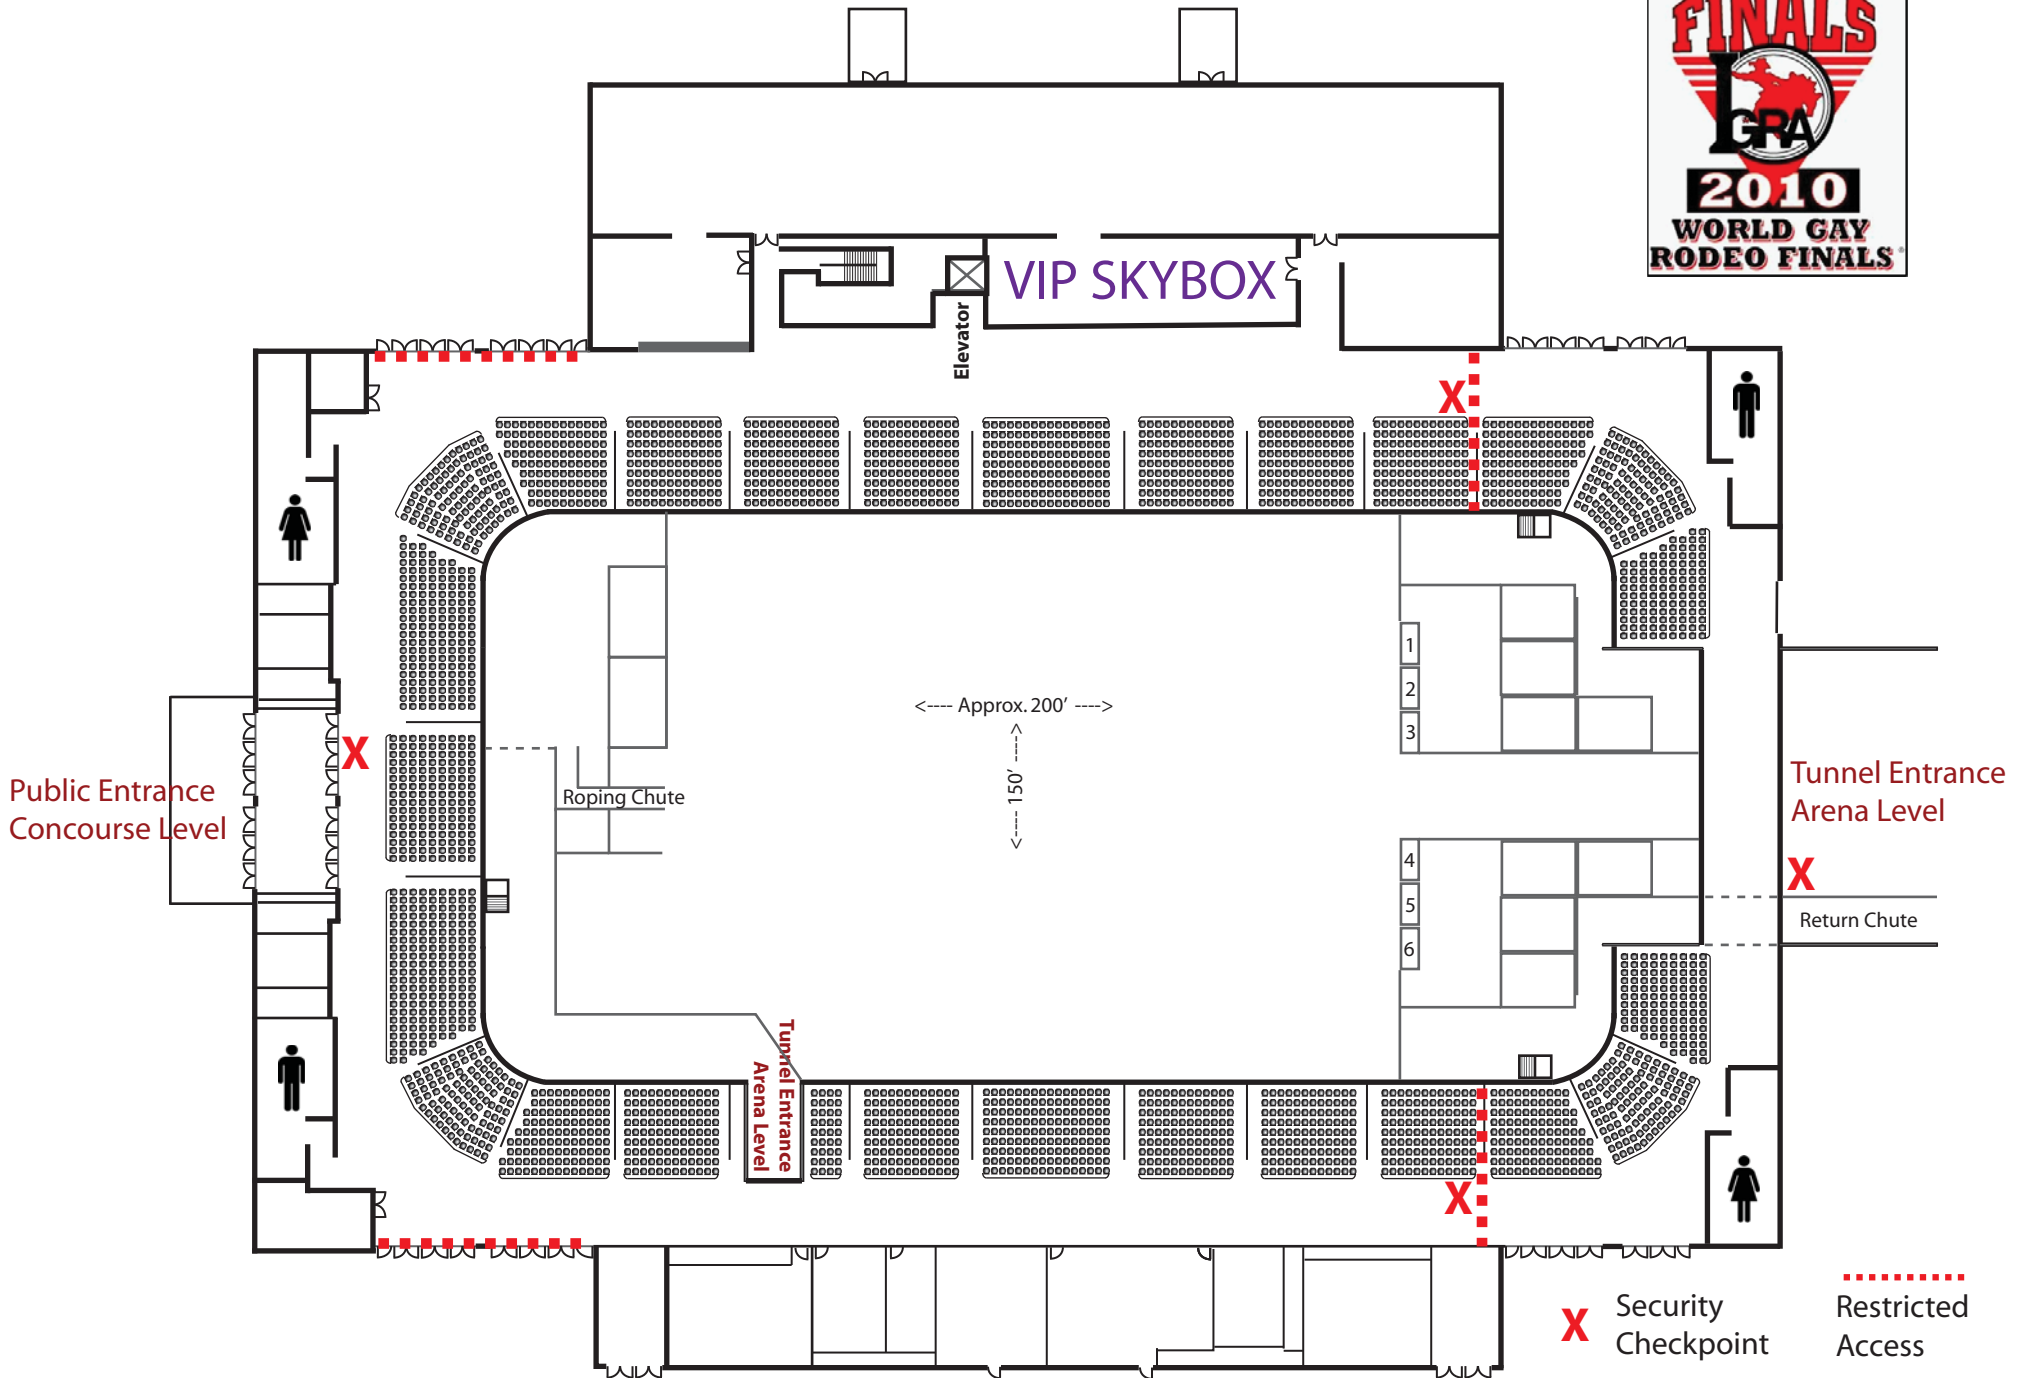 FINALS
IGRA
2010
WORLD GAY
RODEO FINALS®
VIP SKYBOX
Elevator
1
2
3
<---- Approx. 200' ---->
<---- 150' ---->
Roping Chute
Public Entrance
Concourse Level
Tunnel Entrance
Arena Level
X
X
X
X
4
5
6
Return Chute
Tunnel Entrance
Arena Level
X
Security
Checkpoint
Restricted
Access